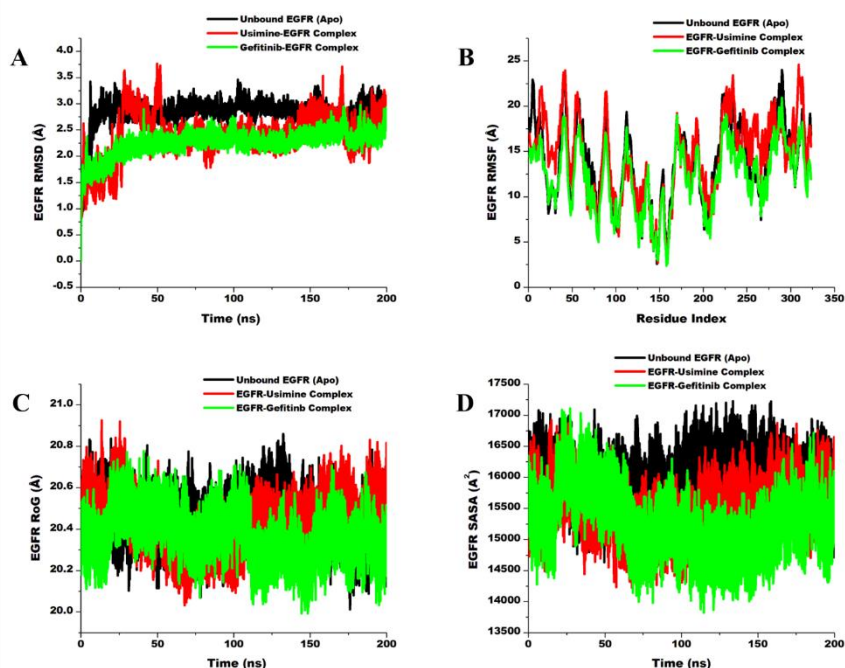 A
Unbound EGFR (Apo)
Usimine-EGFR Complex
Gefitinib-EGFR Complex
EGFR RMSD (Å)
4.0
3.5
3.0
2.5
2.0
1.5
1.0
0.5
0.0
-0.5
0 50 100 150 200
Time (ns)
B
Unbound EGFR (Apo)
EGFR-Usimine Complex
EGFR-Gefitinib Complex
EGFR RMSF (Å)
25
20
15
10
5
0
0 50 100 150 200 250 300 350
Residue Index
C
Unbound EGFR (Apo)
EGFR-Usimine Complex
EGFR-Gefitinib Complex
EGFR RoG (Å)
21.0
20.8
20.6
20.4
20.2
20.0
0 50 100 150 200
Time (ns)
D
Unbound EGFR (Apo)
EGFR-Usimine Complex
EGFR-Gefitinib Complex
EGFR SASA (A²)
17500
17000
16500
16000
15500
15000
14500
14000
13500
0 50 100 150 200
Time (ns)